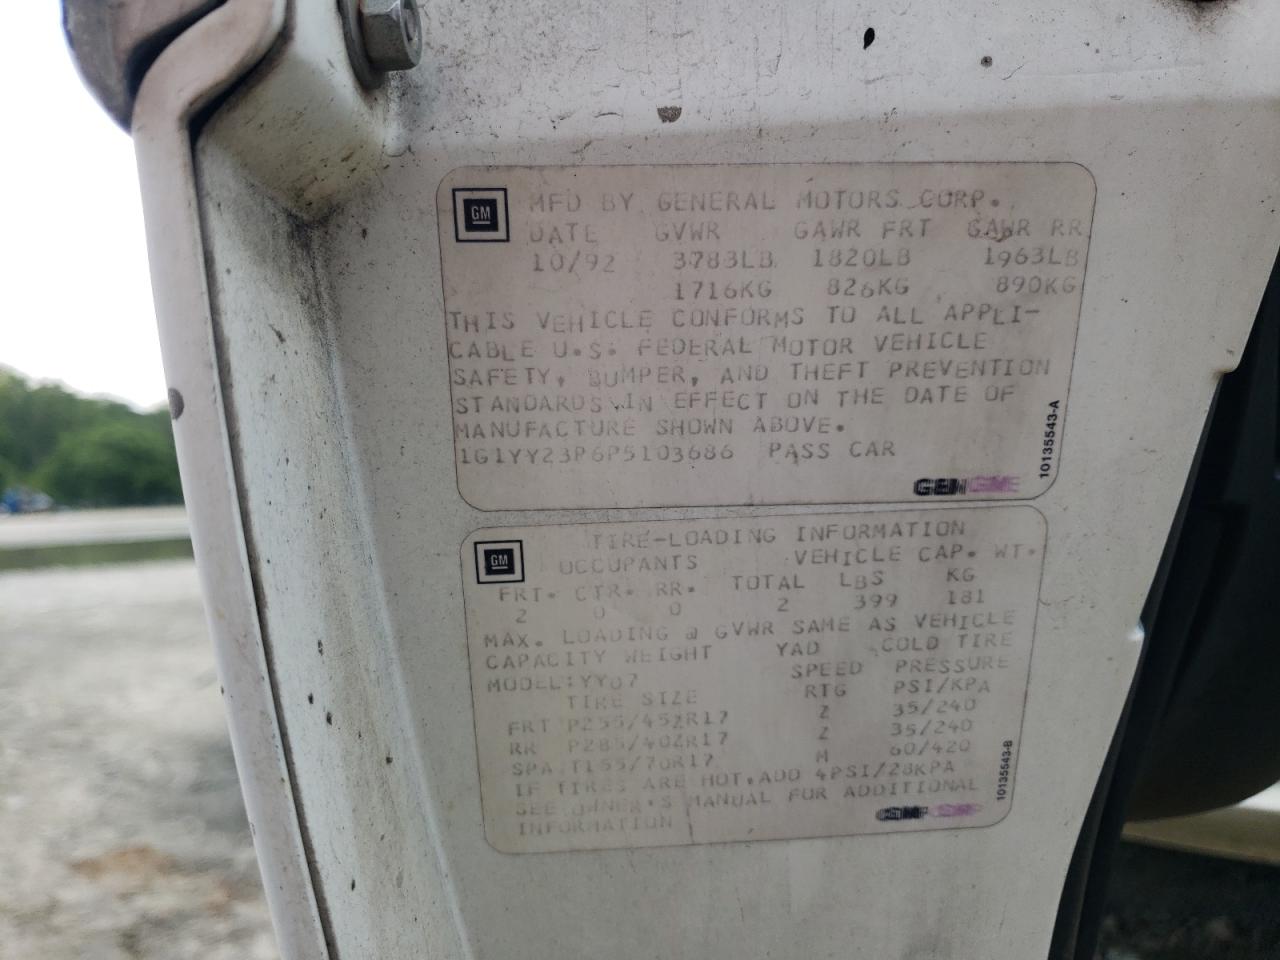 GM
MFD BY GENERAL MOTORS CORP.
DATE GVWR GAWR FRT GAWR RR
10/92 3783LB 1820LB 1963LB
1716KG 826KG 890KG
THIS VEHICLE CONFORMS TO ALL APPLI-
CABLE U.S. FEDERAL MOTOR VEHICLE
SAFETY, BUMPER, AND THEFT PREVENTION
STANDARDS IN EFFECT ON THE DATE OF
MANUFACTURE SHOWN ABOVE.
1G1YY23P6P5103686 PASS CAR
10135543-A
GM
TIRE-LOADING INFORMATION
OCCUPANTS VEHICLE CAP. WT.
FRT. CTR. RR. TOTAL LBS KG
2 0 0 2 399 181
MAX. LOADING @ GVWR SAME AS VEHICLE
CAPACITY WEIGHT YAD COLD TIRE
MODEL:YY07 SPEED PRESSURE
TIRE SIZE RTG PSI/KPA
FRT P255/45ZR17 Z 35/240
RR P285/40ZR17 Z 35/240
SPA T155/70R17 M 60/420
IF TIRES ARE HOT, ADD 4PSI/28KPA
SEE OWNER'S MANUAL FOR ADDITIONAL
INFORMATION
10135543-B